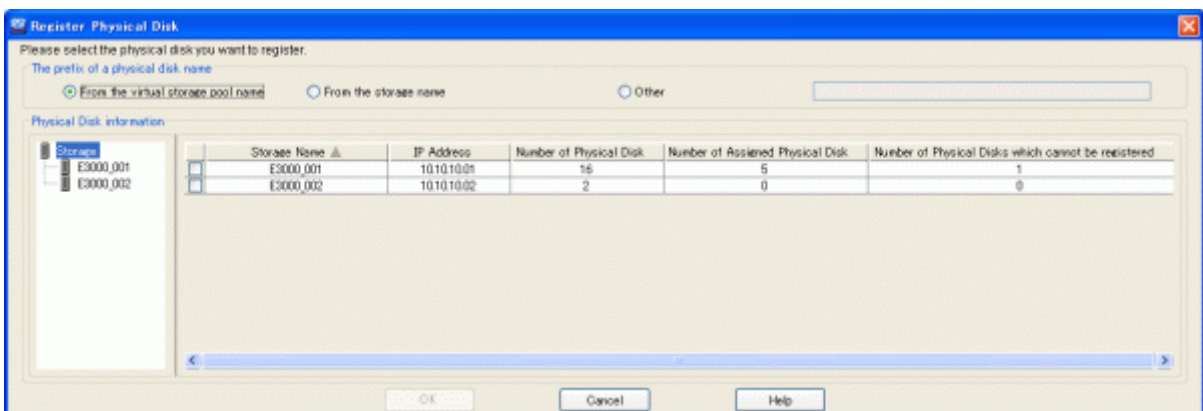 Register Physical Disk
Please select the physical disk you want to register.
The prefix of a physical disk name
From the virtual storage pool name From the storage name Other
Physical Disk information
Storage
E3000_001
E3000_002
Storage Name IP Address Number of Physical Disk Number of Assigned Physical Disk Number of Physical Disks which cannot be registered
E3000_001 10.10.10.01 16 5 1
E3000_002 10.10.10.02 2 0 0
OK Cancel Help